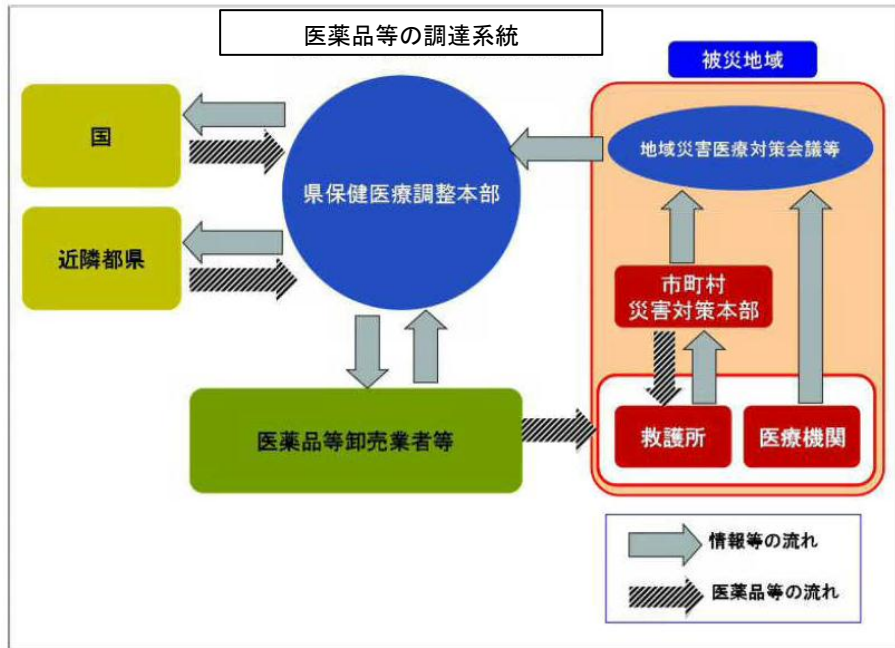 医薬品等の調達系統
被災地域
国
地域災害医療対策会議等
県保健医療調整本部
近隣都県
市町村
災害対策本部
医薬品等卸売業者等
救護所
医療機関
情報等の流れ
医薬品等の流れ